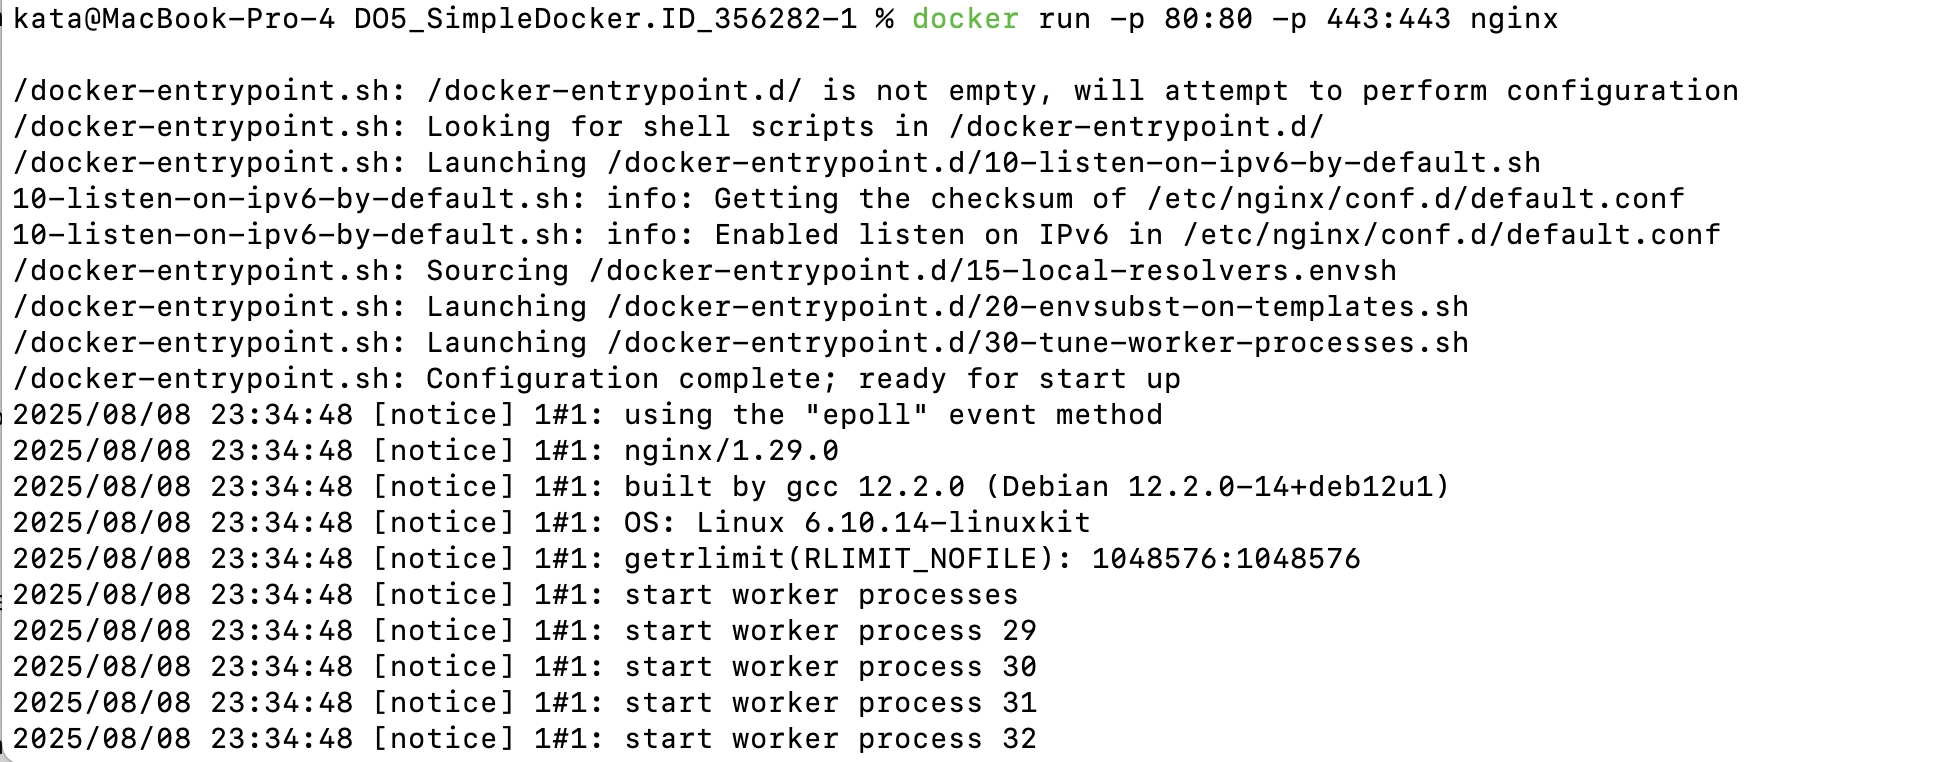 kata@MacBook-Pro-4 DO5_SimpleDocker.ID_356282-1 % docker run -p 80:80 -p 443:443 nginx
/docker-entrypoint.sh: /docker-entrypoint.d/ is not empty, will attempt to perform configuration
/docker-entrypoint.sh: Looking for shell scripts in /docker-entrypoint.d/
/docker-entrypoint.sh: Launching /docker-entrypoint.d/10-listen-on-ipv6-by-default.sh
10-listen-on-ipv6-by-default.sh: info: Getting the checksum of /etc/nginx/conf.d/default.conf
10-listen-on-ipv6-by-default.sh: info: Enabled listen on IPv6 in /etc/nginx/conf.d/default.conf
/docker-entrypoint.sh: Sourcing /docker-entrypoint.d/15-local-resolvers.envsh
/docker-entrypoint.sh: Launching /docker-entrypoint.d/20-envsubst-on-templates.sh
/docker-entrypoint.sh: Launching /docker-entrypoint.d/30-tune-worker-processes.sh
/docker-entrypoint.sh: Configuration complete; ready for start up
2025/08/08 23:34:48 [notice] 1#1: using the "epoll" event method
2025/08/08 23:34:48 [notice] 1#1: nginx/1.29.0
2025/08/08 23:34:48 [notice] 1#1: built by gcc 12.2.0 (Debian 12.2.0-14+deb12u1)
2025/08/08 23:34:48 [notice] 1#1: OS: Linux 6.10.14-linuxkit
2025/08/08 23:34:48 [notice] 1#1: getrlimit(RLIMIT_NOFILE): 1048576:1048576
2025/08/08 23:34:48 [notice] 1#1: start worker processes
2025/08/08 23:34:48 [notice] 1#1: start worker process 29
2025/08/08 23:34:48 [notice] 1#1: start worker process 30
2025/08/08 23:34:48 [notice] 1#1: start worker process 31
2025/08/08 23:34:48 [notice] 1#1: start worker process 32